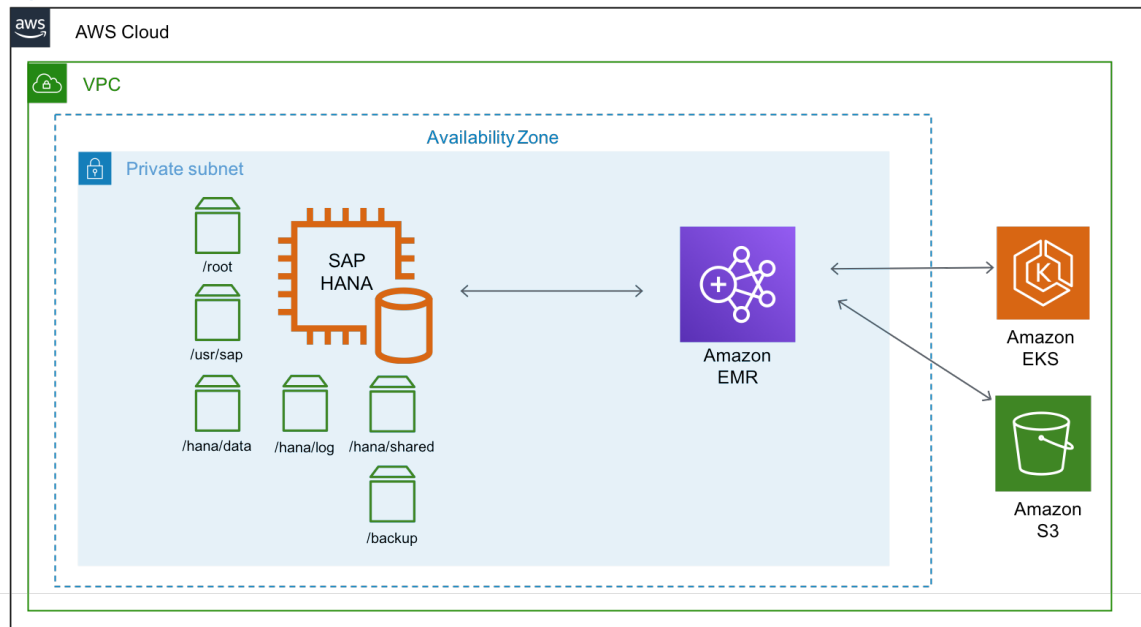 aws
AWS Cloud
VPC
Availability Zone
Private subnet
/root
SAP
HANA
/usr/sap
Amazon
EMR
K
Amazon
EKS
/hana/data
/hana/log
/hana/shared
/backup
Amazon
S3